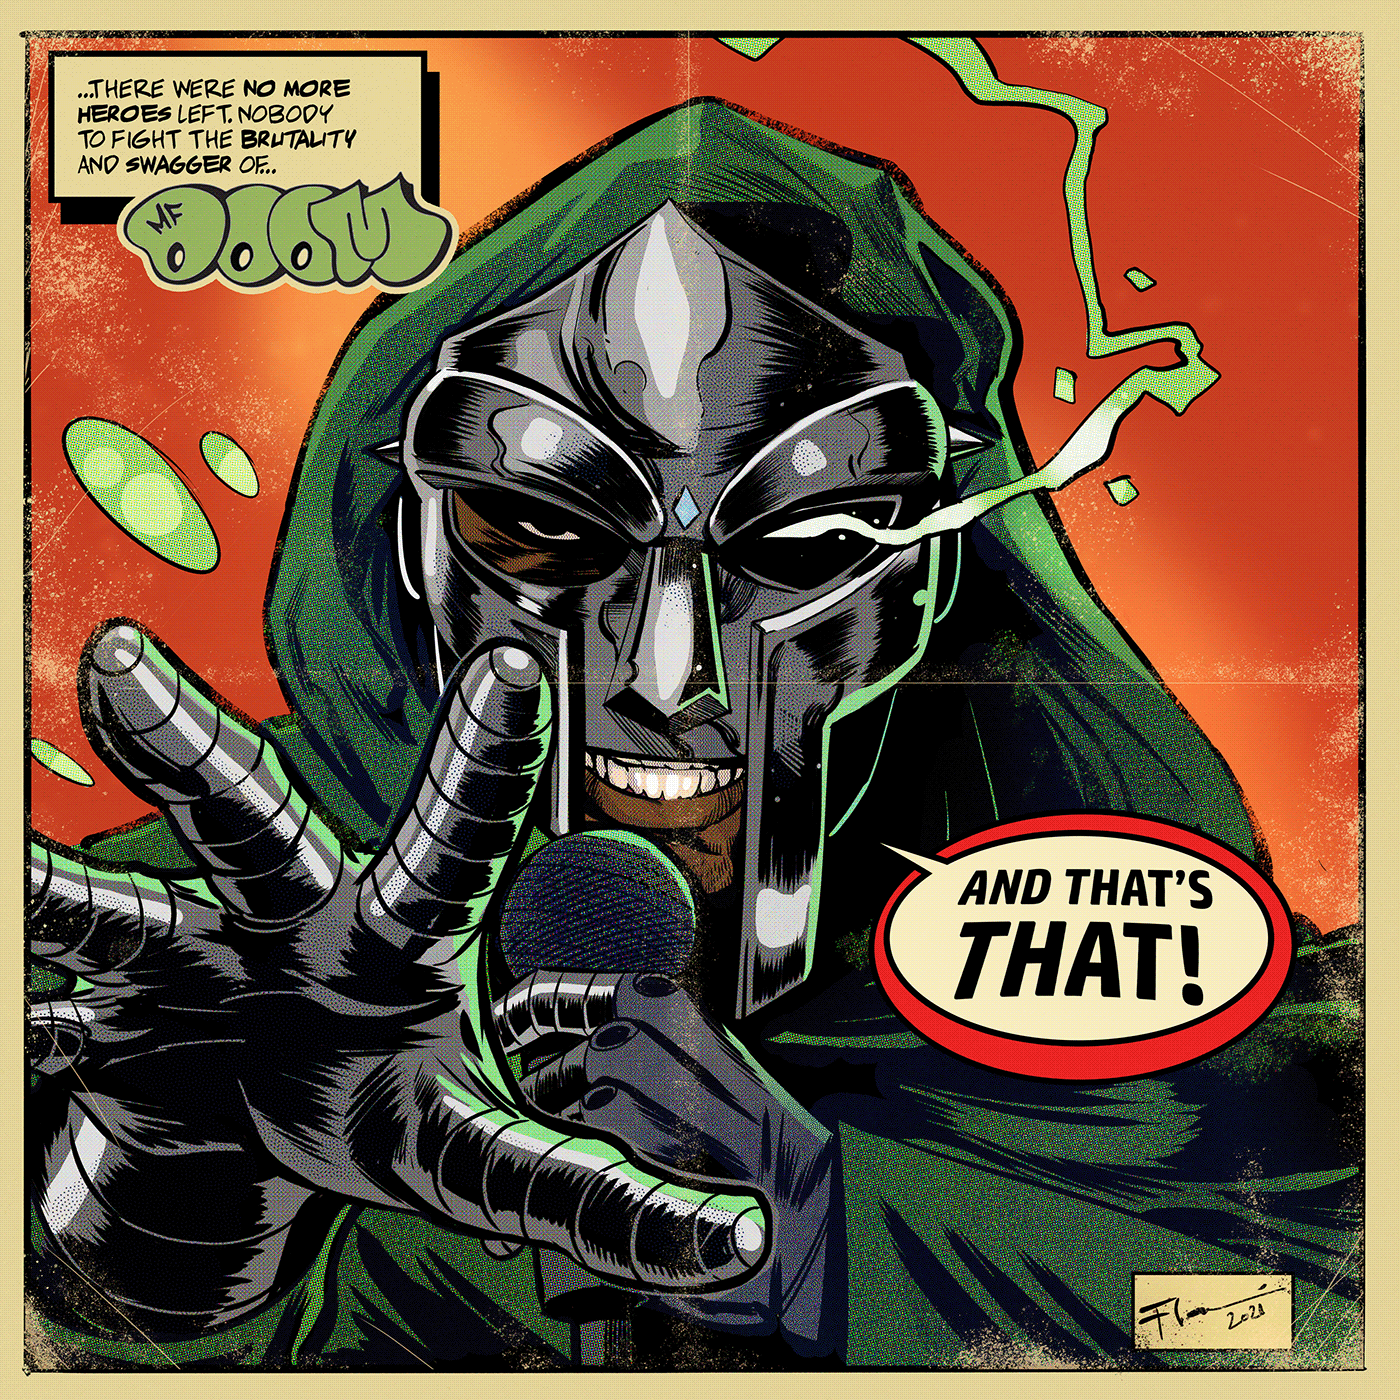 ...THERE WERE NO MORE
HEROES LEFT. NOBODY
TO FIGHT THE BRUTALITY
AND SWAGGER OF...
MF
DOOM
AND THAT'S
THAT!
2021